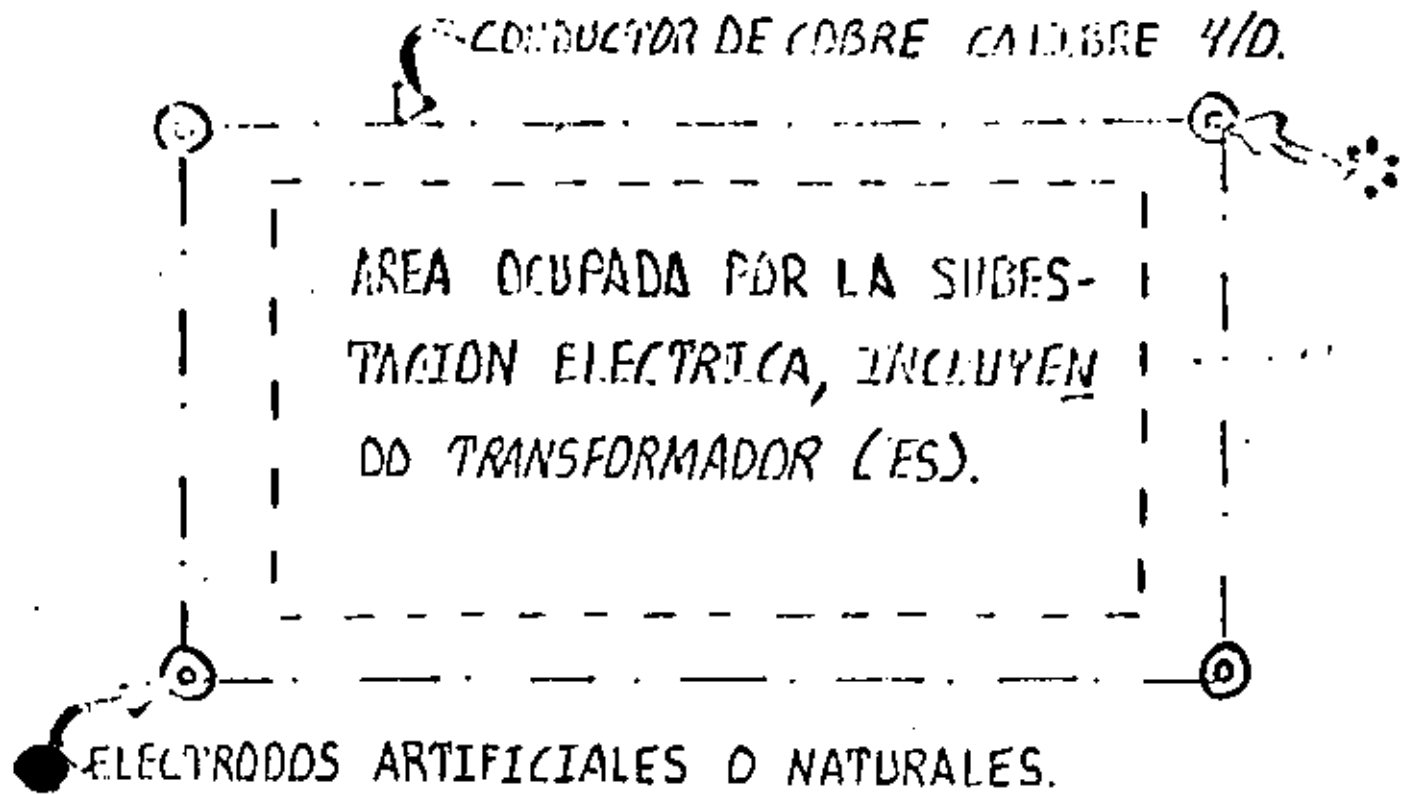 CONDUCTOR DE COBRE CALIBRE 4/0.
AREA OCUPADA POR LA SUBES-
TACION ELECTRICA, INCLUYEN
DO TRANSFORMADOR (ES).
ELECTRODOS ARTIFICIALES O NATURALES.